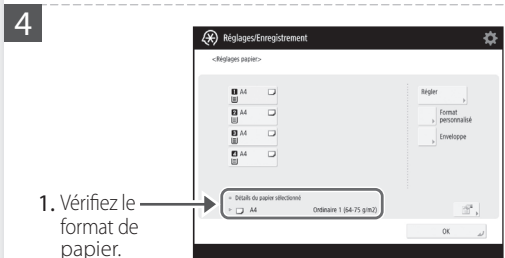 4
Réglages/Enregistrement
<Réglages papier>
1 A4
2 A4
3 A4
4 A4
Régler
Format
personnalisé
Enveloppe
Détails du papier sélectionné
A4 Ordinaire 1 (64-75 g/m2)
OK
1. Vérifiez le
format de
papier.